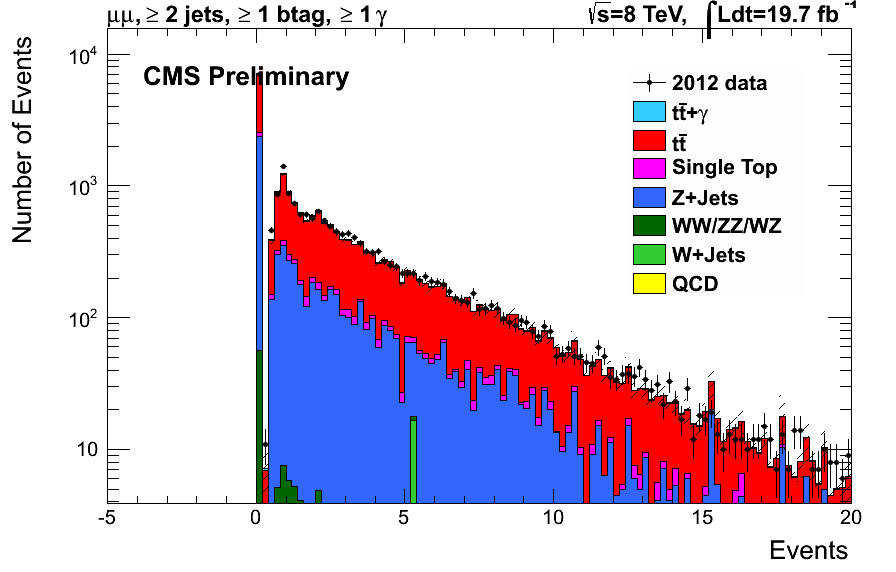 μμ, ≥ 2 jets, ≥ 1 btag, ≥ 1 γ
√s=8 TeV, ∫Ldt=19.7 fb⁻¹
Number of Events
CMS Preliminary
2012 data
tt̄+γ
tt̄
Single Top
Z+Jets
WW/ZZ/WZ
W+Jets
QCD
10⁴
10³
10²
10
-5 0 5 10 15 20
Events